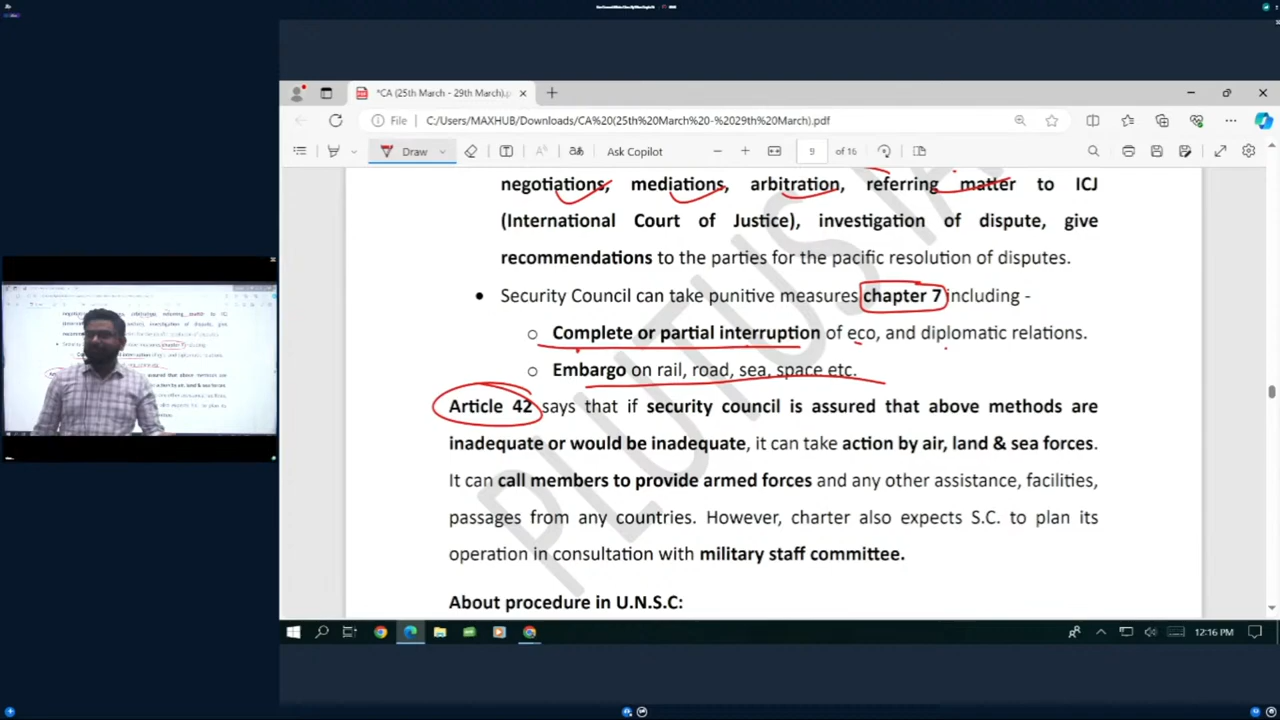 *CA (25th March - 29th March).p
File
C:/Users/MAXHUB/Downloads/CA%20(25th%20March%20-%2029th%20March).pdf
Draw
Ask Copilot
9
of 16
negotiations, mediations, arbitration, referring matter to ICJ
(International Court of Justice), investigation of dispute, give
recommendations to the parties for the pacific resolution of disputes.
• Security Council can take punitive measures chapter 7 including -
o Complete or partial interruption of eco, and diplomatic relations.
o Embargo on rail, road, sea, space etc.
Article 42 says that if security council is assured that above methods are
inadequate or would be inadequate, it can take action by air, land & sea forces.
It can call members to provide armed forces and any other assistance, facilities,
passages from any countries. However, charter also expects S.C. to plan its
operation in consultation with military staff committee.
About procedure in U.N.S.C:
PLUTUS IA
12:16 PM